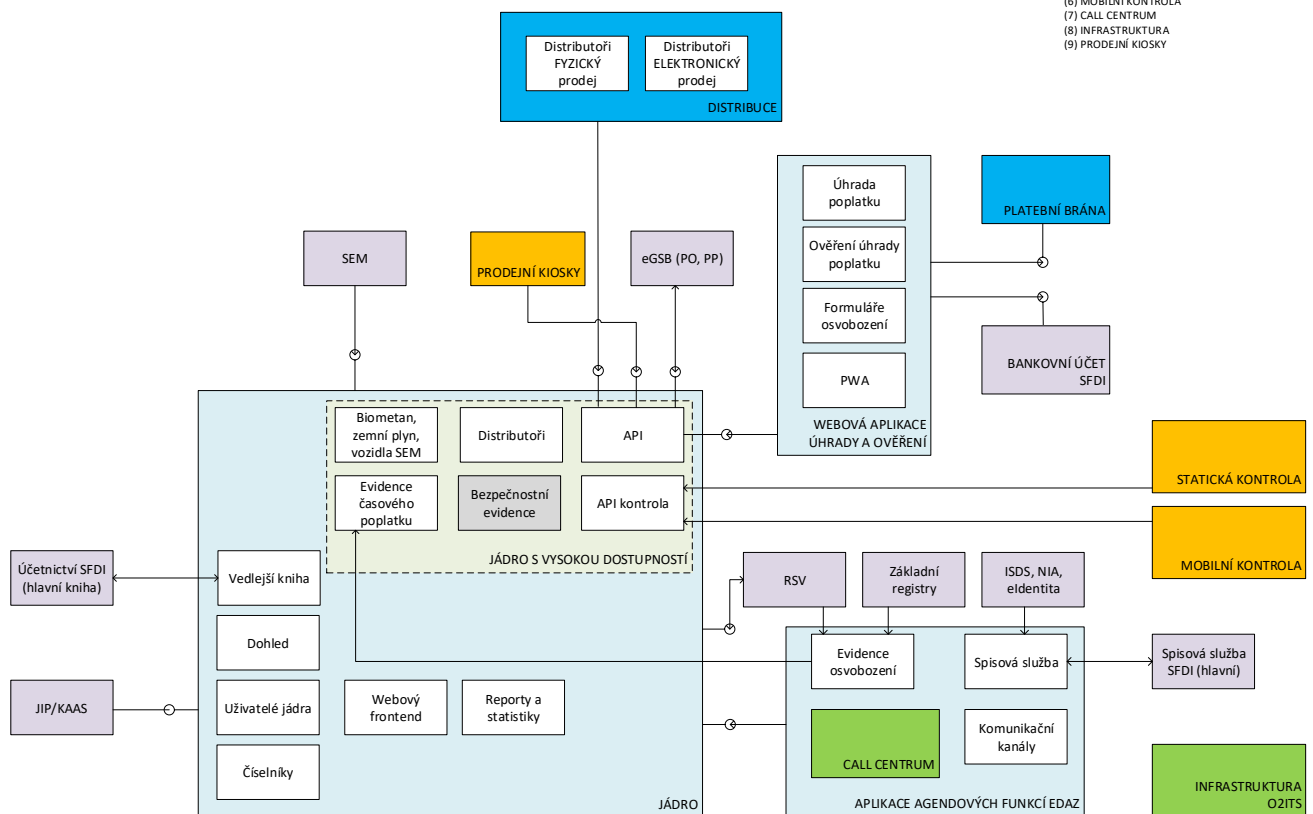 (6) MOBILNÍ KONTROLA
(7) CALL CENTRUM
(8) INFRASTRUKTURA
(9) PRODEJNÍ KIOSKY
Distributoři
FYZICKÝ
prodej
Distributoři
ELEKTRONICKÝ
prodej
DISTRIBUCE
Úhrada
poplatku
Ověření úhrady
poplatku
Formuláře
osvobození
PWA
WEBOVÁ APLIKACE
ÚHRADY A OVĚŘENÍ
PLATEBNÍ BRÁNA
BANKOVNÍ ÚČET
SFDI
SEM
PRODEJNÍ KIOSKY
eGSB (PO, PP)
Biometan,
zemní plyn,
vozidla SEM
Distributoři
API
Evidence
časového
poplatku
Bezpečnostní
evidence
API kontrola
JÁDRO S VYSOKOU DOSTUPNOSTÍ
STATICKÁ KONTROLA
MOBILNÍ KONTROLA
Účetnictví SFDI
(hlavní kniha)
Vedlejší kniha
Dohled
JIP/KAAS
Uživatelé jádra
Webový
frontend
Reporty a
statistiky
Číselníky
JÁDRO
RSV
Základní
registry
ISDS, NIA,
eIdentita
Evidence
osvobození
Spisová služba
Spisová služba
SFDI (hlavní)
CALL CENTRUM
Komunikační
kanály
APLIKACE AGENDOVÝCH FUNKCÍ EDAZ
INFRASTRUKTURA
O2ITS